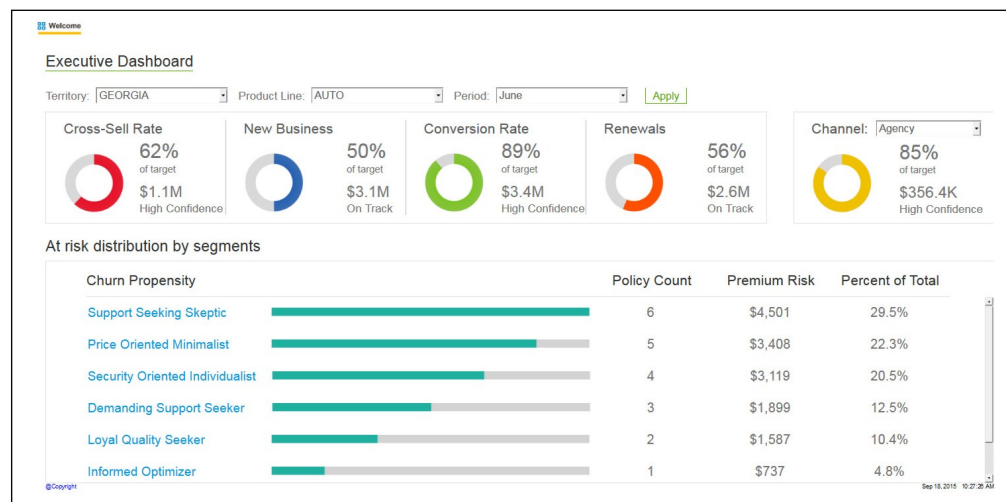 Welcome
Executive Dashboard
Territory: GEORGIA Product Line: AUTO Period: June Apply
Cross-Sell Rate
62%
of target
$1.1M
High Confidence
New Business
50%
of target
$3.1M
On Track
Conversion Rate
89%
of target
$3.4M
High Confidence
Renewals
56%
of target
$2.6M
On Track
Channel: Agency
85%
of target
$356.4K
High Confidence
At risk distribution by segments
Churn Propensity Policy Count Premium Risk Percent of Total
Support Seeking Skeptic 6 $4,501 29.5%
Price Oriented Minimalist 5 $3,408 22.3%
Security Oriented Individualist 4 $3,119 20.5%
Demanding Support Seeker 3 $1,899 12.5%
Loyal Quality Seeker 2 $1,587 10.4%
Informed Optimizer 1 $737 4.8%
@Copyright Sep 18, 2015 10:27:26 AM